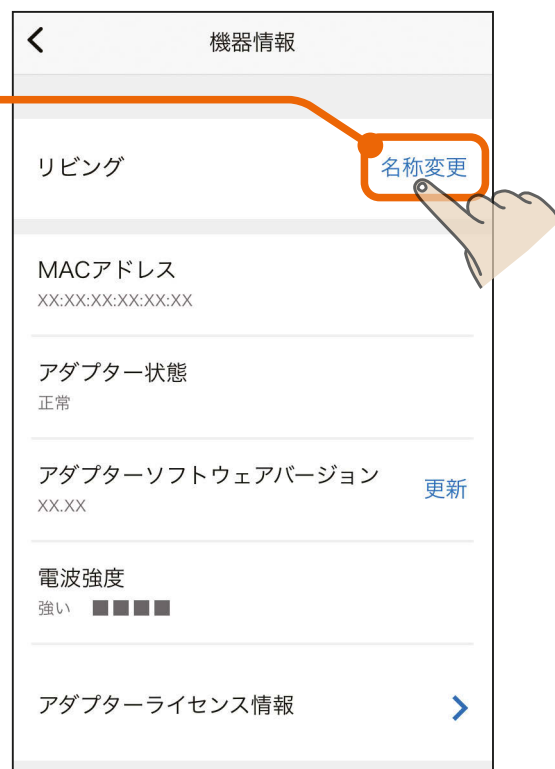 機器情報
リビング 名称変更
MACアドレス
XX:XX:XX:XX:XX:XX
アダプター状態
正常
アダプターソフトウェアバージョン 更新
XX.XX
電波強度
強い ■■■■
アダプターライセンス情報